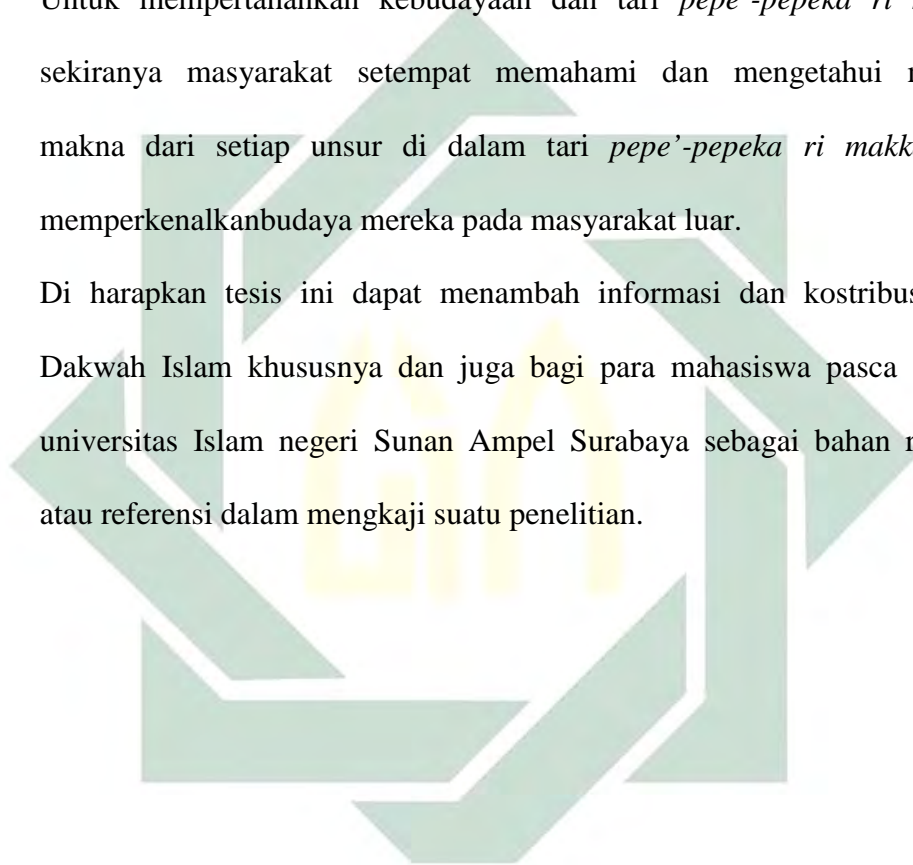 Untuk mempertahankan kebudayaan dan tari pepe’-pepeka ri
sekiranya masyarakat setempat memahami dan mengetahui
makna dari setiap unsur di dalam tari pepe’-pepeka ri makk
memperkenalkanbudaya mereka pada masyarakat luar.
Di harapkan tesis ini dapat menambah informasi dan kostribus
Dakwah Islam khususnya dan juga bagi para mahasiswa pasca
universitas Islam negeri Sunan Ampel Surabaya sebagai bahan
atau referensi dalam mengkaji suatu penelitian.